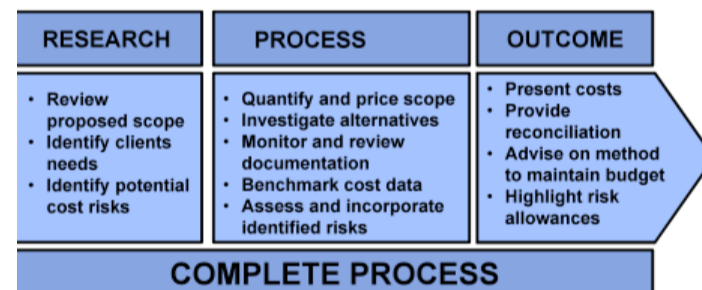 RESEARCH
• Review
proposed scope
• Identify clients
needs
• Identify potential
cost risks
PROCESS
• Quantify and price scope
• Investigate alternatives
• Monitor and review
documentation
• Benchmark cost data
• Assess and incorporate
identified risks
OUTCOME
• Present costs
• Provide
reconciliation
• Advise on method
to maintain budget
• Highlight risk
allowances
COMPLETE PROCESS